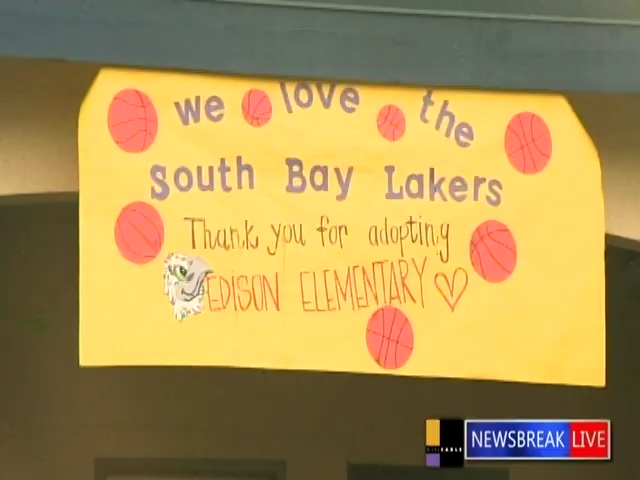 we love the
South Bay Lakers
Thank you for adopting
EDISON ELEMENTARY
NEWSBREAK LIVE